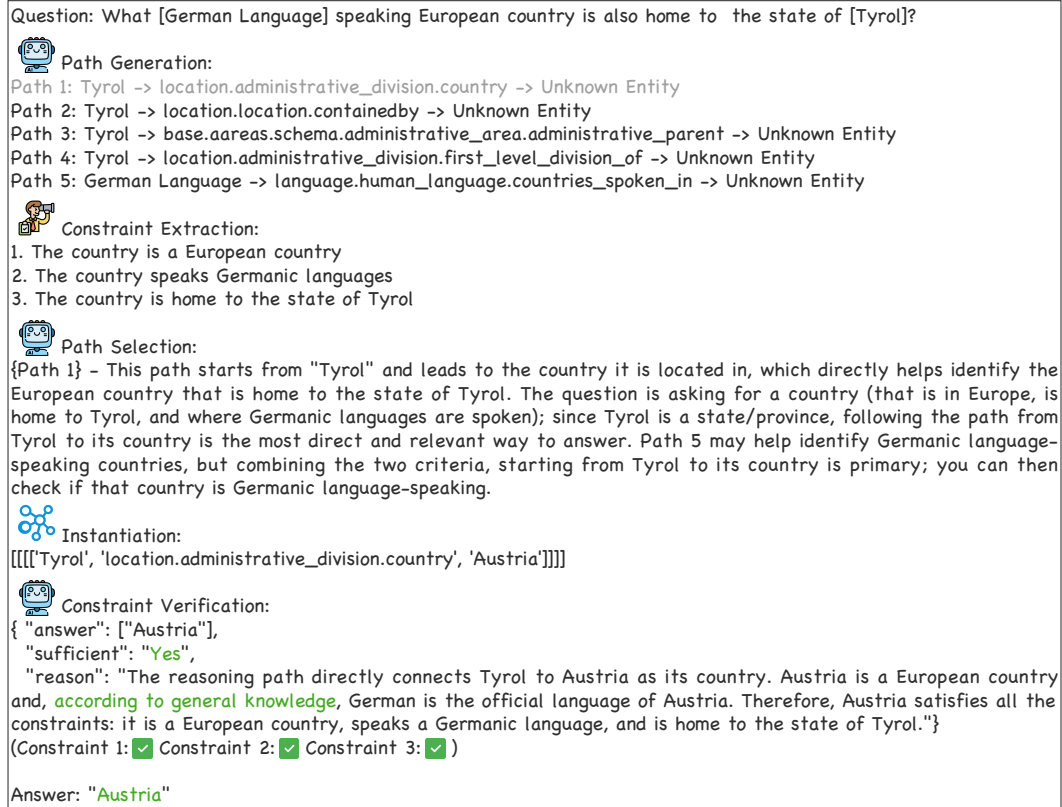 Question: What [German Language] speaking European country is also home to the state of [Tyrol]?
Path Generation:
Path 1: Tyrol -> location.administrative_division.country -> Unknown Entity
Path 2: Tyrol -> location.location.containedby -> Unknown Entity
Path 3: Tyrol -> base.aareas.schema.administrative_area.administrative_parent -> Unknown Entity
Path 4: Tyrol -> location.administrative_division.first_level_division_of -> Unknown Entity
Path 5: German Language -> language.human_language.countries_spoken_in -> Unknown Entity
Constraint Extraction:
1. The country is a European country
2. The country speaks Germanic languages
3. The country is home to the state of Tyrol
Path Selection:
{Path 1} - This path starts from "Tyrol" and leads to the country it is located in, which directly helps identify the
European country that is home to the state of Tyrol. The question is asking for a country (that is in Europe, is
home to Tyrol, and where Germanic languages are spoken); since Tyrol is a state/province, following the path from
Tyrol to its country is the most direct and relevant way to answer. Path 5 may help identify Germanic language-
speaking countries, but combining the two criteria, starting from Tyrol to its country is primary; you can then
check if that country is Germanic language-speaking.
Instantiation:
[[[['Tyrol', 'location.administrative_division.country', 'Austria']]]]
Constraint Verification:
{ "answer": ["Austria"],
"sufficient": "Yes",
"reason": "The reasoning path directly connects Tyrol to Austria as its country. Austria is a European country
and, according to general knowledge, German is the official language of Austria. Therefore, Austria satisfies all the
constraints: it is a European country, speaks a Germanic language, and is home to the state of Tyrol."}
(Constraint 1: ✅ Constraint 2: ✅ Constraint 3: ✅ )
Answer: "Austria"